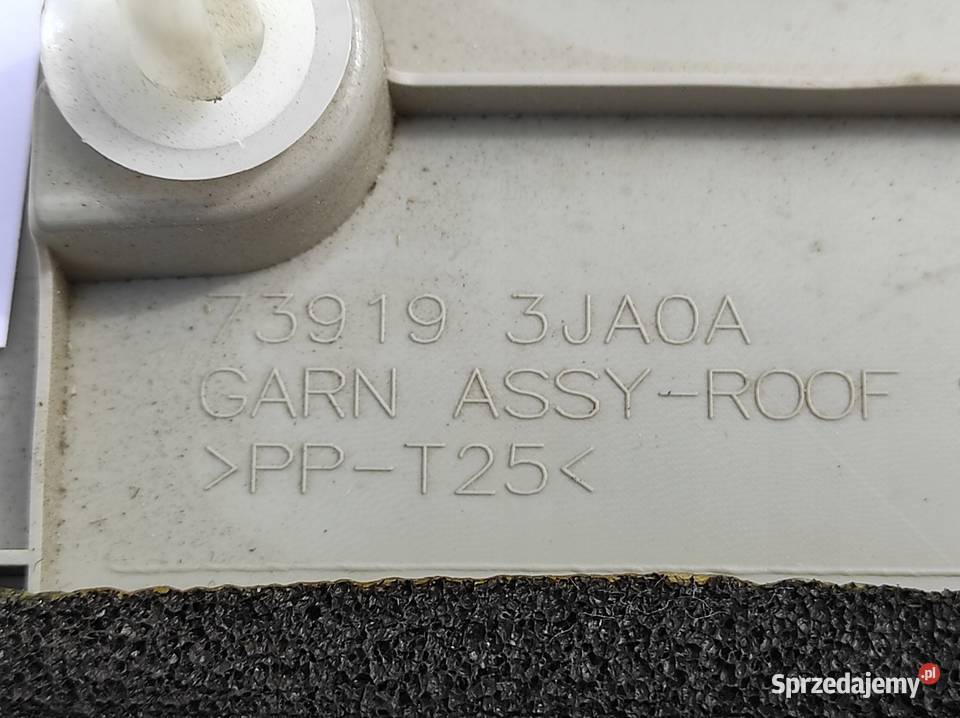 73919 3JA0A
GARN ASSY-ROOF
>PP-T25<
Sprzedajemy.pl